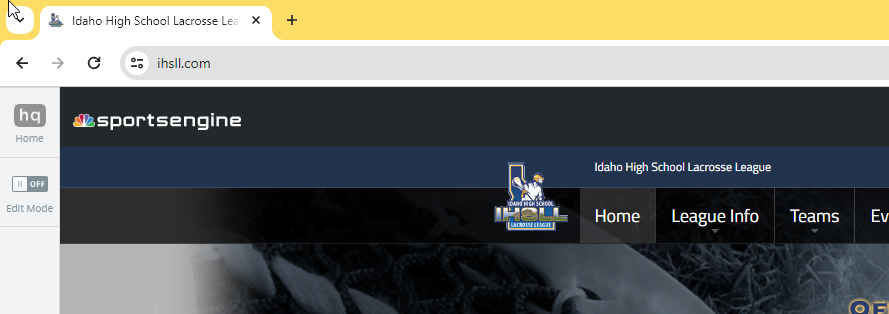 Idaho High School Lacrosse Lea
ihsll.com
hq
Home
OFF
Edit Mode
sportsengine
Idaho High School Lacrosse League
IDAHO HIGH SCHOOL
IHSLL
LACROSSE LEAGUE
Home
League Info
Teams
Ev